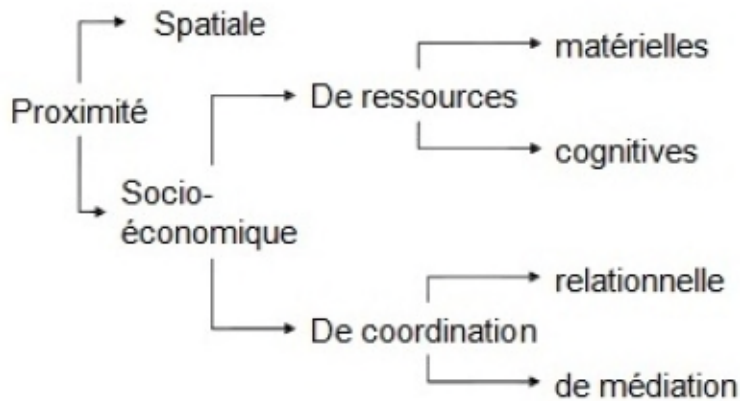 Spatiale
matérielles
De ressources
Proximité
cognitives
Socio-
économique
relationnelle
De coordination
de médiation